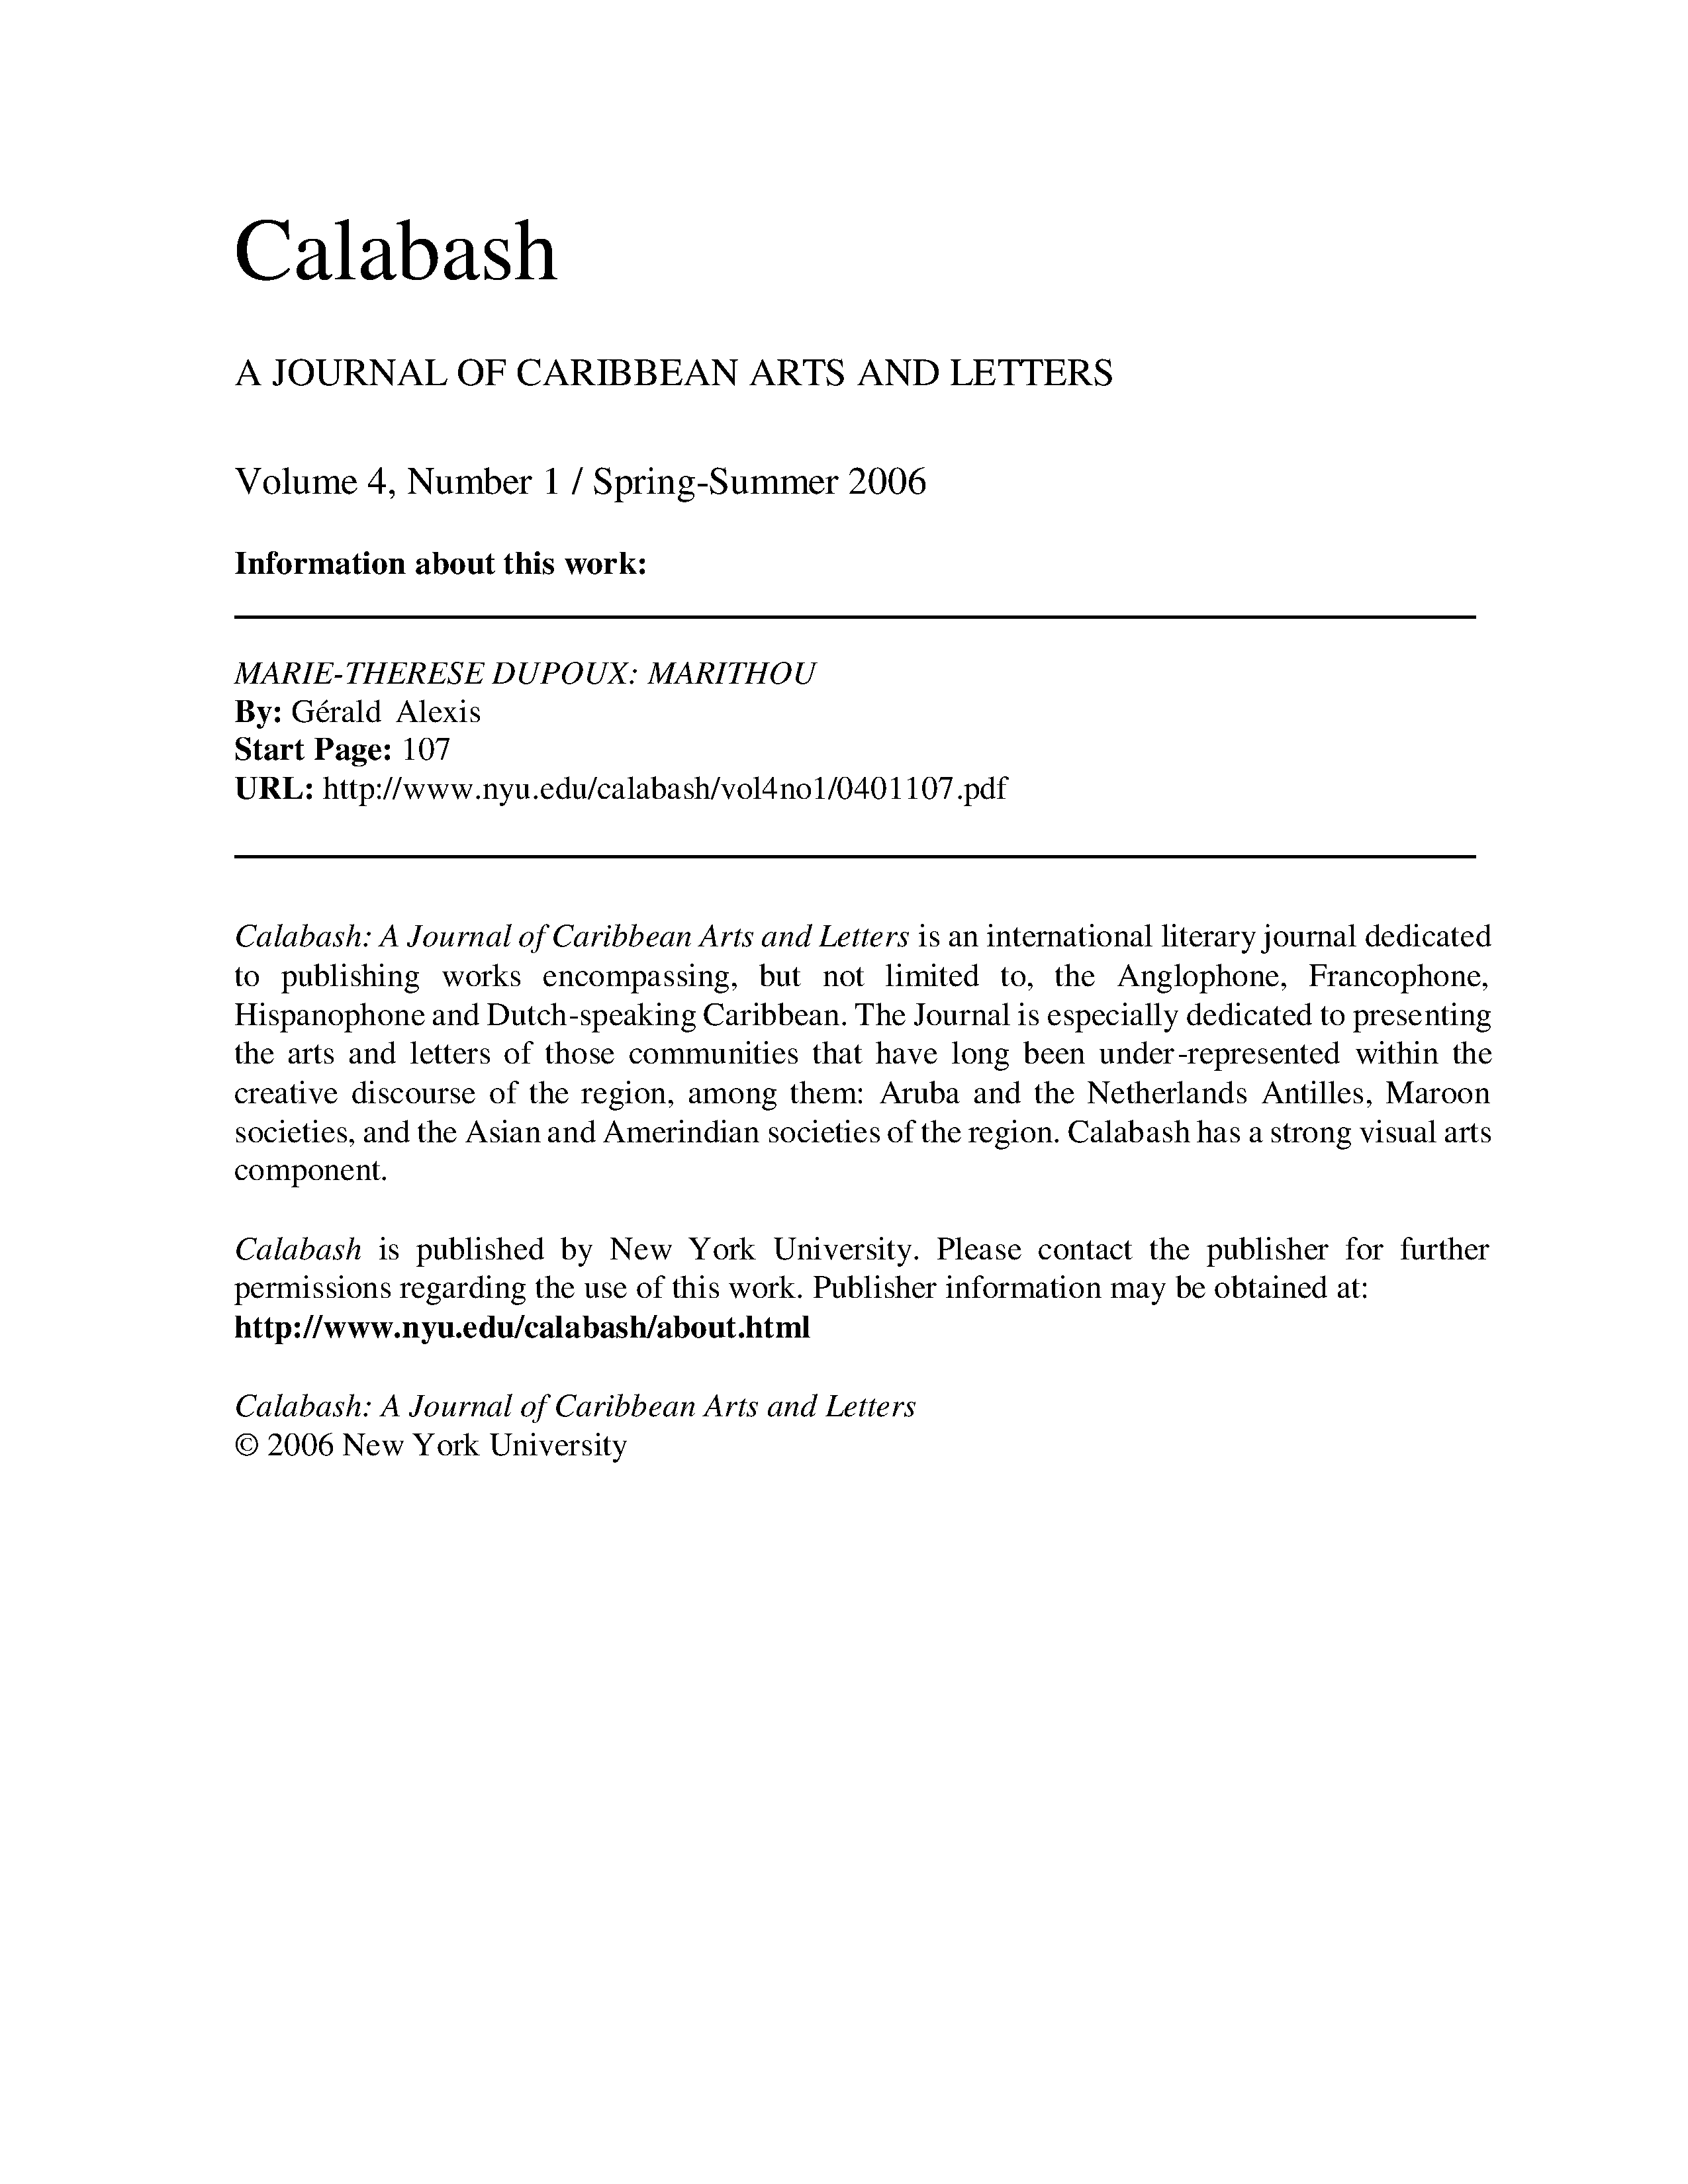 Calabash
A JOURNAL OF CARIBBEAN ARTS AND LETTERS
Volume 4, Number 1 / Spring-Summer 2006
Information about this work:
MARIE-THERESE DUPOUX: MARITHOU
By: Gérald Alexis
Start Page: 107
URL: http://www.nyu.edu/calabash/vol4no1/0401107.pdf
Calabash: A Journal of Caribbean Arts and Letters is an international literary journal dedicated
to publishing works encompassing, but not limited to, the Anglophone, Francophone,
Hispanophone and Dutch-speaking Caribbean. The Journal is especially dedicated to presenting
the arts and letters of those communities that have long been under-represented within the
creative discourse of the region, among them: Aruba and the Netherlands Antilles, Maroon
societies, and the Asian and Amerindian societies of the region. Calabash has a strong visual arts
component.
Calabash is published by New York University. Please contact the publisher for further
permissions regarding the use of this work. Publisher information may be obtained at:
http://www.nyu.edu/calabash/about.html
Calabash: A Journal of Caribbean Arts and Letters
© 2006 New York University